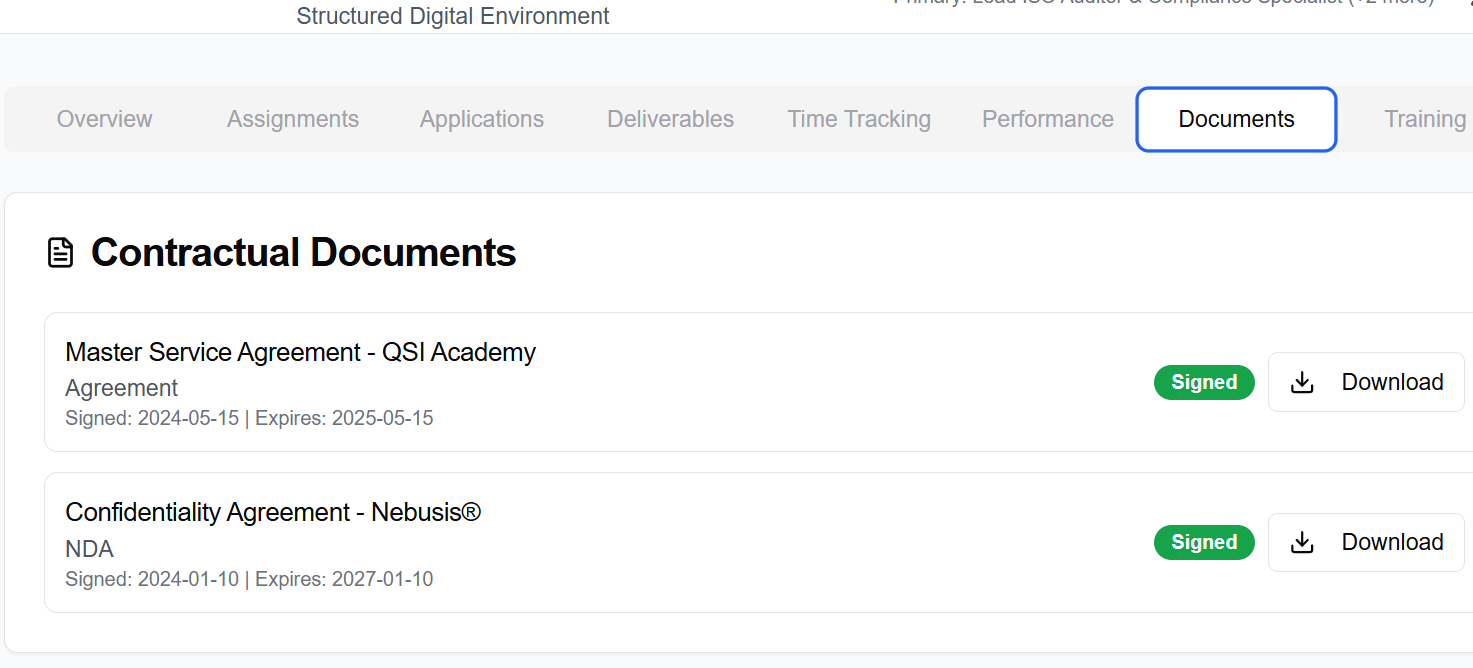 Structured Digital Environment
Primary: Lead ISO Auditor & Compliance Specialist (+2 more)
Overview
Assignments
Applications
Deliverables
Time Tracking
Performance
Documents
Training
Contractual Documents
Master Service Agreement - QSI Academy
Agreement
Signed: 2024-05-15 | Expires: 2025-05-15
Signed
Download
Confidentiality Agreement - Nebusis®
NDA
Signed: 2024-01-10 | Expires: 2027-01-10
Signed
Download